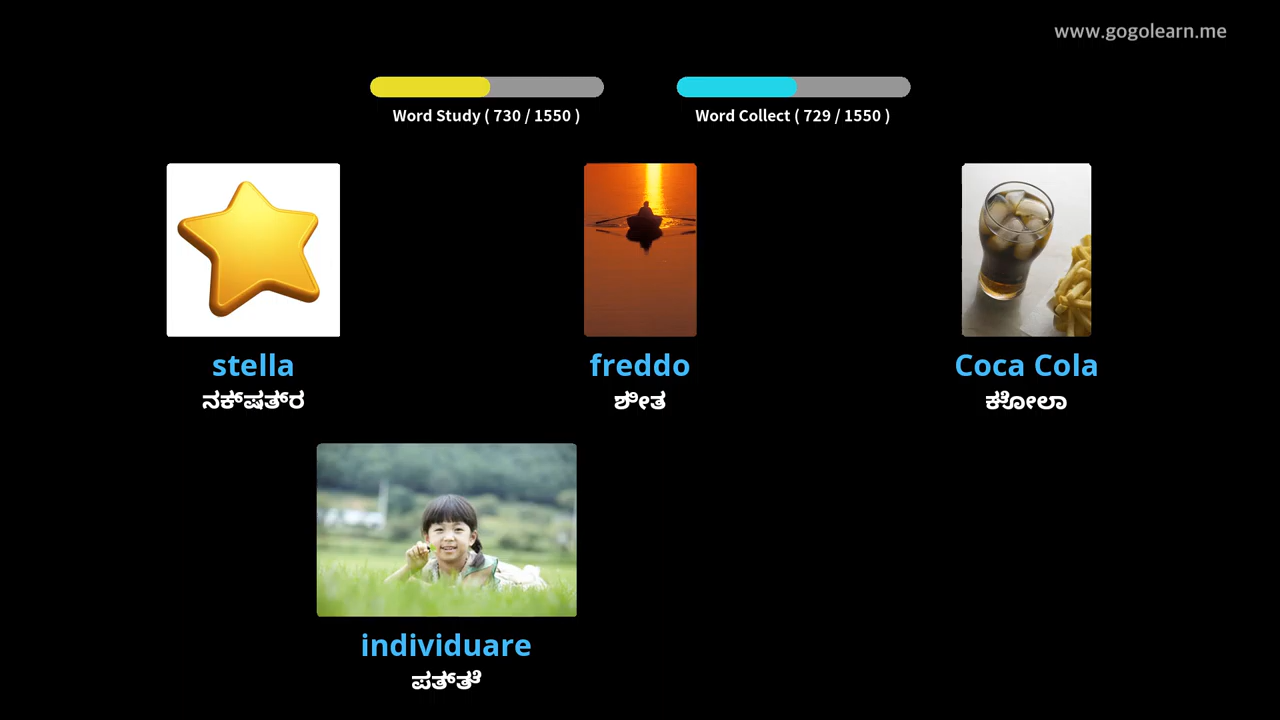 www.gogolearn.me
Word Study ( 730 / 1550 )
Word Collect ( 729 / 1550 )
stella
ನಕ್ಷತ್ರ
freddo
ಶೀತ
Coca Cola
ಕೋಲಾ
individuare
ಪತ್ತೆ